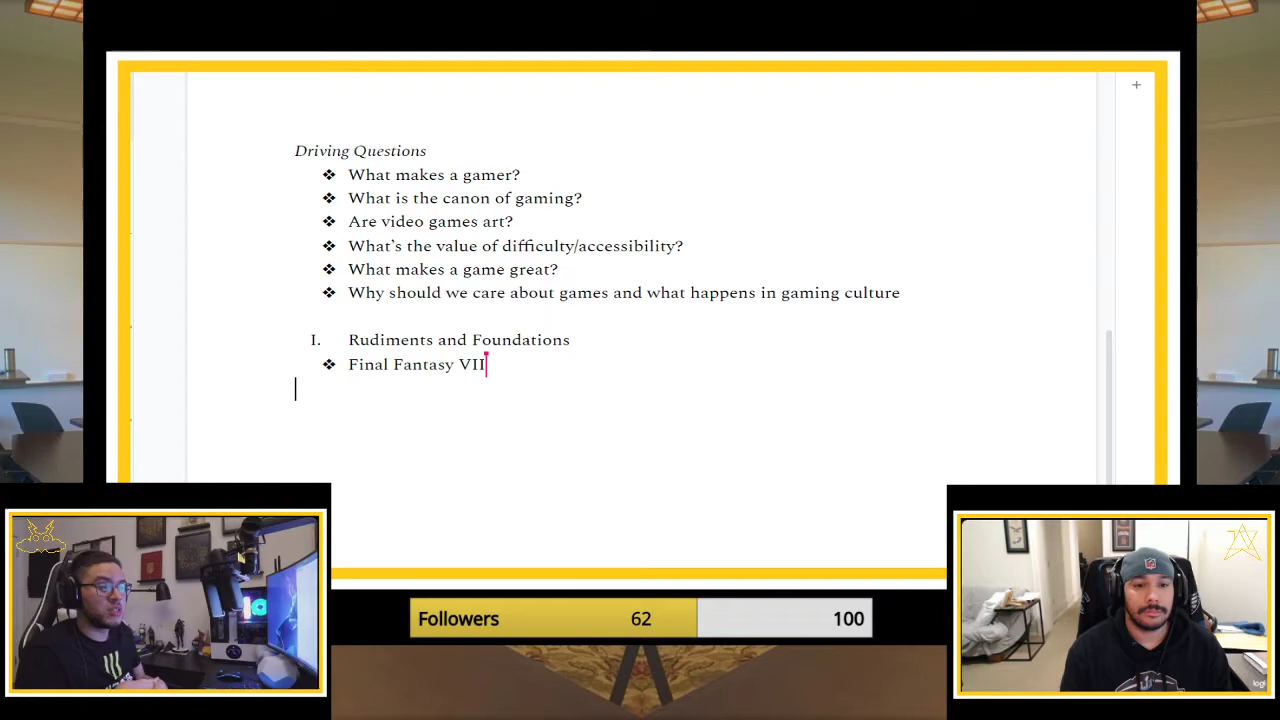 Driving Questions
❖ What makes a gamer?
❖ What is the canon of gaming?
❖ Are video games art?
❖ What's the value of difficulty/accessibility?
❖ What makes a game great?
❖ Why should we care about games and what happens in gaming culture
I. Rudiments and Foundations
❖ Final Fantasy VII
Followers 62 100
logi